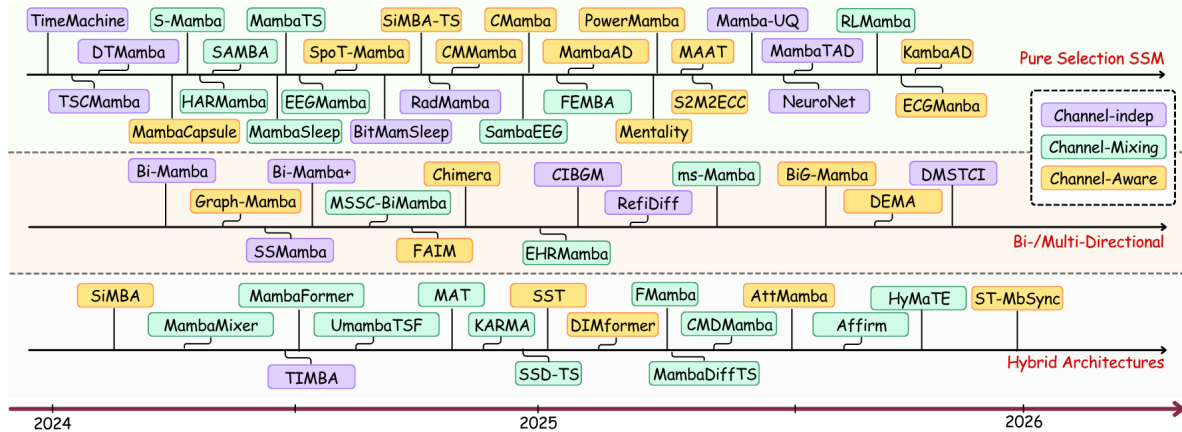 TimeMachine S-Mamba MambaTS SiMBA-TS CMamba PowerMamba Mamba-UQ RLMamba
DTMamba SAMBA SpoT-Mamba CMMamba MambaAD MAAT MambaTAD KambaAD
Pure Selection SSM
TSCMamba HARMamba EEGMamba RadMamba FEMBA S2M2ECC NeuroNet ECGManba
MambaCapsule MambaSleep BitMamSleep SambaEEG Mentality
Channel-indep
Channel-Mixing
Channel-Aware
Bi-Mamba Bi-Mamba+ Chimera CIBGM ms-Mamba BiG-Mamba DMSTCI
Graph-Mamba MSSC-BiMamba RefiDiff DEMA
Bi-/Multi-Directional
SSMamba FAIM EHRMamba
SiMBA MambaFormer MAT SST FMamba AttMamba HyMaTE ST-MbSync
MambaMixer UmambaTSF KARMA DIMformer CMDMamba Affirm
Hybrid Architectures
TIMBA SSD-TS MambaDiffTS
2024 2025 2026